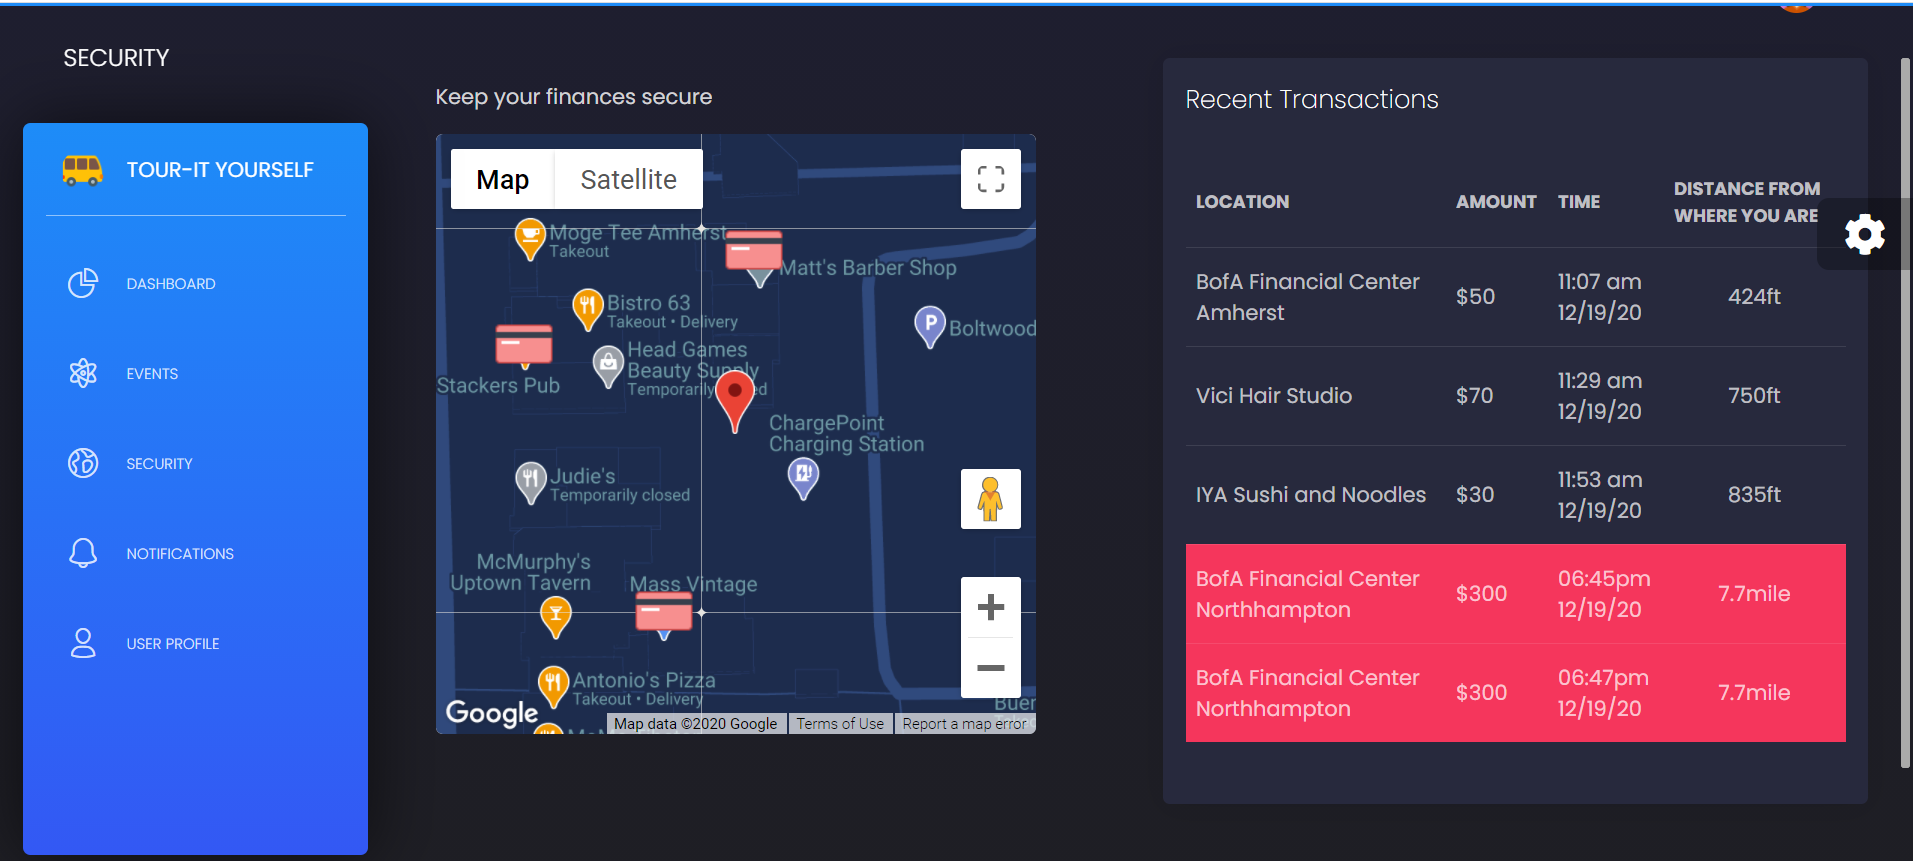 SECURITY
TOUR-IT YOURSELF
DASHBOARD
EVENTS
SECURITY
NOTIFICATIONS
USER PROFILE
Keep your finances secure
Map
Satellite
Moge Tee Amherst
Takeout
Matt's Barber Shop
Bistro 63
Takeout • Delivery
Boltwood
Head Games
Beauty Supply
Temporarily
Stackers Pub
ChargePoint
Charging Station
Judie's
Temporarily closed
McMurphy's
Uptown Tavern
Mass Vintage
Antonio's Pizza
Takeout • Delivery
Google
Map data ©2020 Google
Terms of Use
Report a map error
Recent Transactions
LOCATION AMOUNT TIME DISTANCE FROM
WHERE YOU ARE
BofA Financial Center
Amherst
$50
11:07 am
12/19/20
424ft
Vici Hair Studio
$70
11:29 am
12/19/20
750ft
IYA Sushi and Noodles
$30
11:53 am
12/19/20
835ft
BofA Financial Center
Northhampton
$300
06:45pm
12/19/20
7.7mile
BofA Financial Center
Northhampton
$300
06:47pm
12/19/20
7.7mile